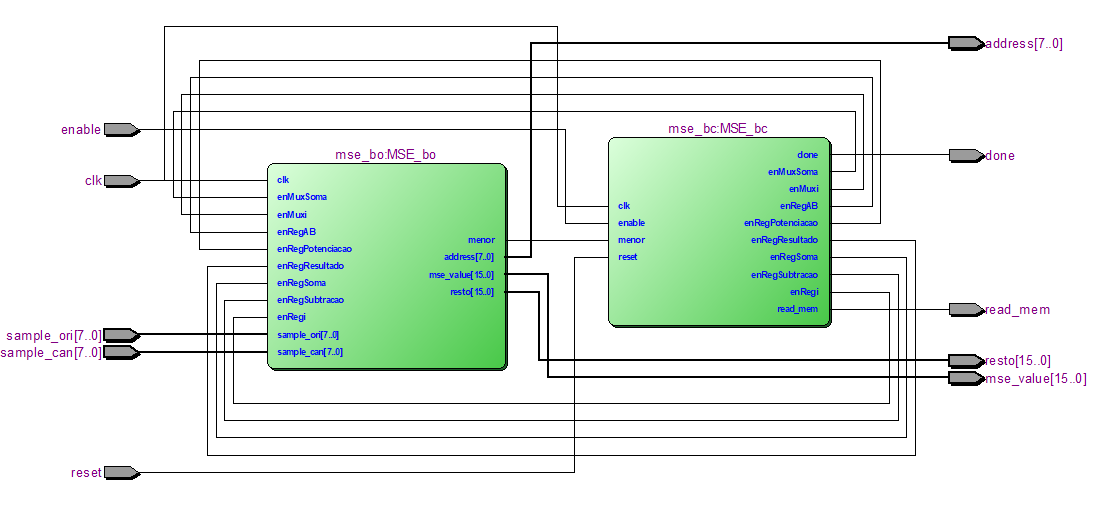 enable
clk
sample_ori[7..0]
sample_can[7..0]
reset
mse_bo:MSE_bo
clk
enMuxSoma
enMuxi
enRegAB
enRegPotenciacao
enRegResultado
enRegSoma
enRegSubtracao
enRegi
sample_ori[7..0]
sample_can[7..0]
menor
address[7..0]
mse_value[15..0]
resto[15..0]
mse_bc:MSE_bc
clk
enable
menor
reset
done
enMuxSoma
enMuxi
enRegAB
enRegPotenciacao
enRegResultado
enRegSoma
enRegSubtracao
enRegi
read_mem
address[7..0]
done
read_mem
resto[15..0]
mse_value[15..0]